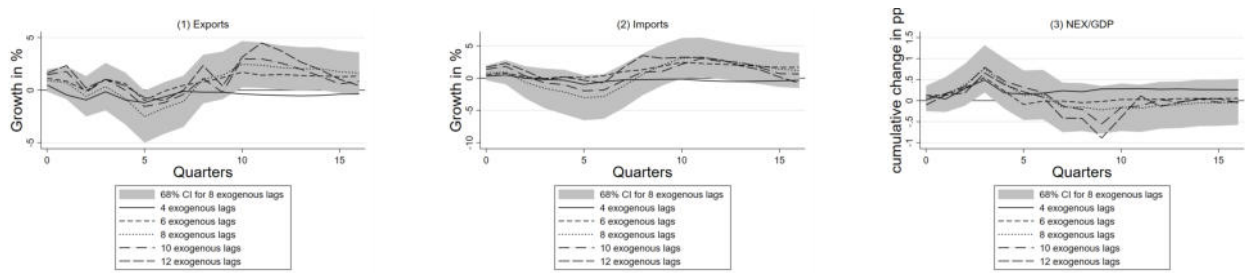 (1) Exports
Growth in %
5
0
-5
0
5
10
15
Quarters
68% CI for 8 exogenous lags
4 exogenous lags
6 exogenous lags
8 exogenous lags
10 exogenous lags
12 exogenous lags
(2) Imports
Growth in %
5
0
-5
-10
0
5
10
15
Quarters
68% CI for 8 exogenous lags
4 exogenous lags
6 exogenous lags
8 exogenous lags
10 exogenous lags
12 exogenous lags
(3) NEX/GDP
cumulative change in pp
1.5
1
.5
0
-.5
-1
0
5
10
15
Quarters
68% CI for 8 exogenous lags
4 exogenous lags
6 exogenous lags
8 exogenous lags
10 exogenous lags
12 exogenous lags